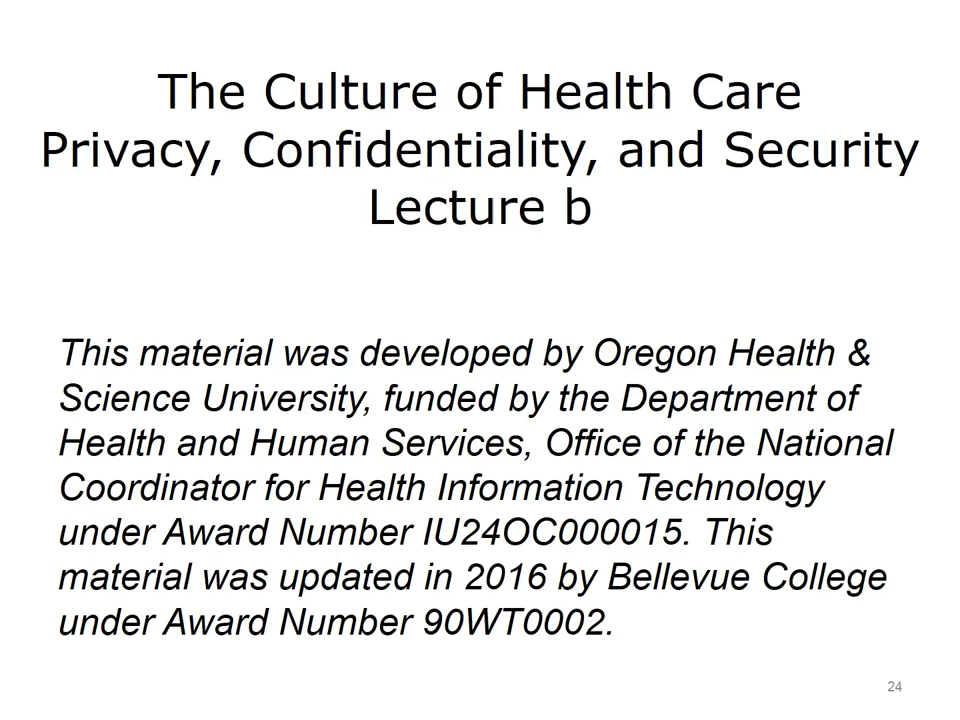 The Culture of Health Care
Privacy, Confidentiality, and Security
Lecture b
This material was developed by Oregon Health &
Science University, funded by the Department of
Health and Human Services, Office of the National
Coordinator for Health Information Technology
under Award Number IU24OC000015. This
material was updated in 2016 by Bellevue College
under Award Number 90WT0002.
24